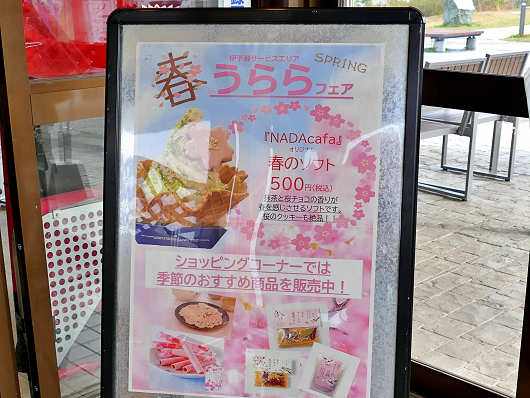 伊予灘サービスエリア
SPRING
春うららフェア
『NADAcafa』
オリジナル
春のソフト
500円(税込)
抹茶と桜チョコの香りが
春を感じさせるソフトです。
桜のクッキーも絶品！！
ショッピングコーナーでは
季節のおすすめ商品を販売中！